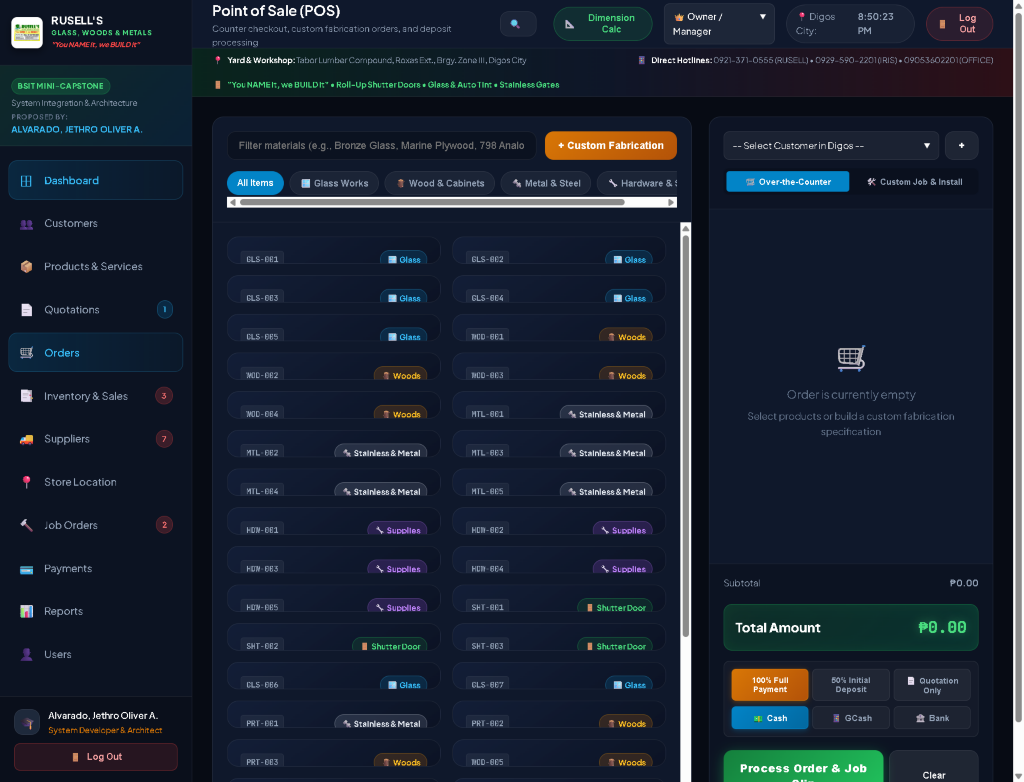 RUSELL'S
GLASS, WOODS & METALS
"You NAME It, we BUILD It"
BSIT MINI-CAPSTONE
System Integration & Architecture
PROPOSED BY:
ALVARADO, JETHRO OLIVER A.
Dashboard
Customers
Products & Services
Quotations 1
Orders
Inventory & Sales 3
Suppliers 7
Store Location
Job Orders 2
Payments
Reports
Users
Alvarado, Jethro Oliver A.
System Developer & Architect
Log Out
Point of Sale (POS)
Counter checkout, custom fabrication orders, and deposit
processing
Dimension
Calc
Owner /
Manager
Digos
City:
8:50:23
PM
Log
Out
Yard & Workshop: Tabor Lumber Compound, Roxas Ext., Brgy. Zone III, Digos City
Direct Hotlines: 0921-371-0555 (RUSELL) • 0929-590-2201 (IRIS) • 09053602201 (OFFICE)
"You NAME It, we BUILD It" • Roll-Up Shutter Doors • Glass & Auto Tint • Stainless Gates
Filter materials (e.g., Bronze Glass, Marine Plywood, 798 Analo
+ Custom Fabrication
All Items Glass Works Wood & Cabinets Metal & Steel Hardware & S
GLS-001 Glass GLS-002 Glass
GLS-003 Glass GLS-004 Glass
GLS-005 Glass WOD-001 Woods
WOD-002 Woods WOD-003 Woods
WOD-004 Woods MTL-001 Stainless & Metal
MTL-002 Stainless & Metal MTL-003 Stainless & Metal
MTL-004 Stainless & Metal MTL-005 Stainless & Metal
HDW-001 Supplies HDW-002 Supplies
HDW-003 Supplies HDW-004 Supplies
HDW-005 Supplies SHT-001 Shutter Door
SHT-002 Shutter Door SHT-003 Shutter Door
GLS-006 Glass GLS-007 Glass
PRT-001 Stainless & Metal PRT-002 Woods
PRT-003 Woods WOD-005 Woods
-- Select Customer in Digos --
+
Over-the-Counter Custom Job & Install
Order is currently empty
Select products or build a custom fabrication
specification
Subtotal ₱0.00
Total Amount ₱0.00
100% Full
Payment
50% Initial
Deposit
Quotation
Only
Cash GCash Bank
Process Order & Job
Clear